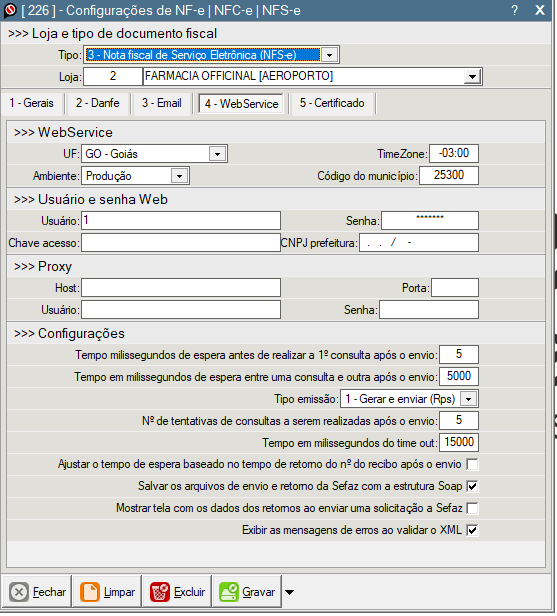 [ 226 ] - Configurações de NF-e | NFC-e | NFS-e ? X
>>> Loja e tipo de documento fiscal
Tipo: 3 - Nota fiscal de Serviço Eletrônica (NFS-e)
Loja: 2 FARMACIA OFFICINAL [AEROPORTO]
1 - Gerais 2 - Danfe 3 - Email 4 - WebService 5 - Certificado
>>> WebService
UF: GO - Goiás TimeZone: -03:00
Ambiente: Produção Código do município: 25300
>>> Usuário e senha Web
Usuário: 1 Senha: *******
Chave acesso: CNPJ prefeitura: . . / -
>>> Proxy
Host: Porta:
Usuário: Senha:
>>> Configurações
Tempo milissegundos de espera antes de realizar a 1º consulta após o envio: 5
Tempo em milissegundos de espera entre uma consulta e outra após o envio: 5000
Tipo emissão: 1 - Gerar e enviar (Rps)
Nº de tentativas de consultas a serem realizadas após o envio: 5
Tempo em milissegundos do time out: 15000
Ajustar o tempo de espera baseado no tempo de retorno do nº do recibo após o envio
Salvar os arquivos de envio e retorno da Sefaz com a estrutura Soap
Mostrar tela com os dados dos retornos ao enviar uma solicitação a Sefaz
Exibir as mensagens de erros ao validar o XML
Fechar Limpar Excluir Gravar